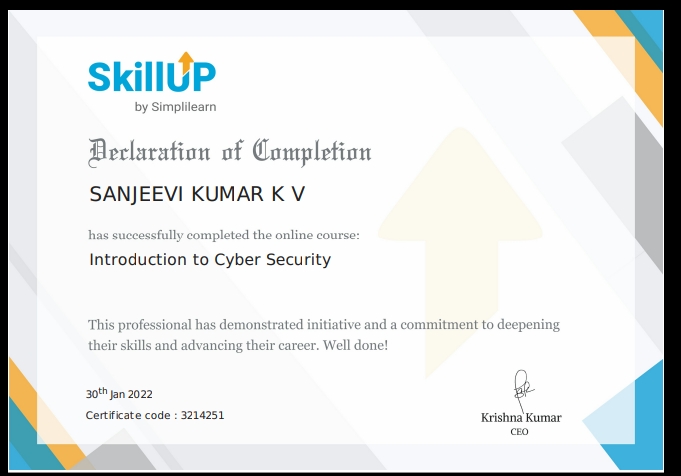 SkillUP
by Simplilearn
Declaration of Completion
SANJEEVI KUMAR K V
has successfully completed the online course:
Introduction to Cyber Security
This professional has demonstrated initiative and a commitment to deepening
their skills and advancing their career. Well done!
30th Jan 2022
Certificate code : 3214251
Krishna Kumar
CEO